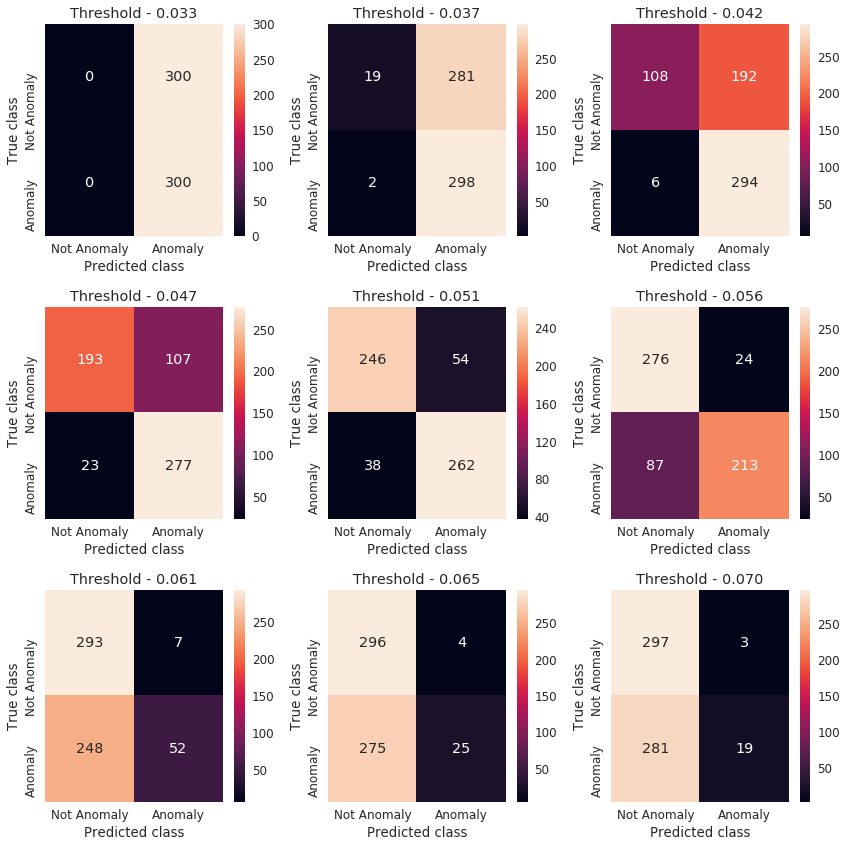 Threshold - 0.033
True class
Not Anomaly
Anomaly
0 300
0 300
Not Anomaly Anomaly
Predicted class
300
250
200
150
100
50
0
Threshold - 0.037
True class
Not Anomaly
Anomaly
19 281
2 298
Not Anomaly Anomaly
Predicted class
250
200
150
100
50
Threshold - 0.042
True class
Not Anomaly
Anomaly
108 192
6 294
Not Anomaly Anomaly
Predicted class
250
200
150
100
50
Threshold - 0.047
True class
Not Anomaly
Anomaly
193 107
23 277
Not Anomaly Anomaly
Predicted class
250
200
150
100
50
Threshold - 0.051
True class
Not Anomaly
Anomaly
246 54
38 262
Not Anomaly Anomaly
Predicted class
240
200
160
120
80
40
Threshold - 0.056
True class
Not Anomaly
Anomaly
276 24
87 213
Not Anomaly Anomaly
Predicted class
250
200
150
100
50
Threshold - 0.061
True class
Not Anomaly
Anomaly
293 7
248 52
Not Anomaly Anomaly
Predicted class
250
200
150
100
50
Threshold - 0.065
True class
Not Anomaly
Anomaly
296 4
275 25
Not Anomaly Anomaly
Predicted class
250
200
150
100
50
Threshold - 0.070
True class
Not Anomaly
Anomaly
297 3
281 19
Not Anomaly Anomaly
Predicted class
250
200
150
100
50